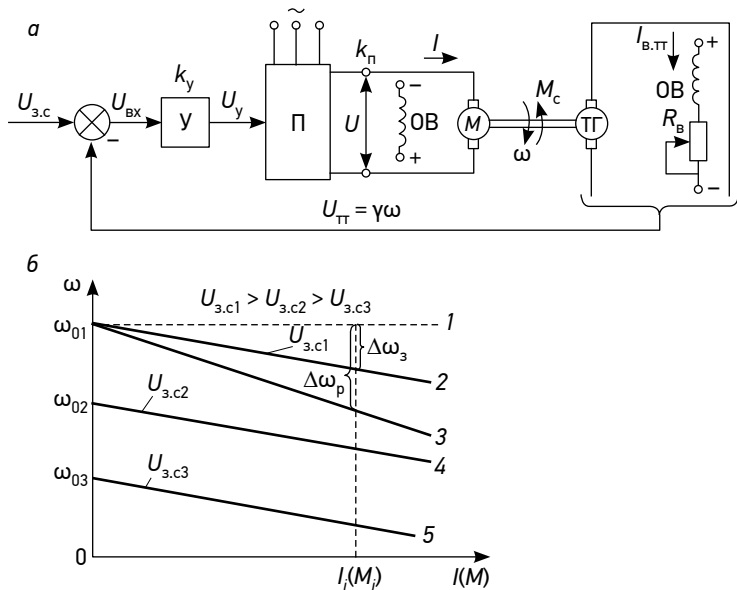 а
~
U з.с
U вх
k у
У
U у
П
k п
U
I
−
ОВ
+
М
M с
ω
ТГ
I в.тг
+
ОВ
R в
−
−
U тг = γω
б
ω
U з.с1 > U з.с2 > U з.с3
1
ω 01
U з.с1
Δω з
2
Δω р
3
ω 02
U з.с2
4
ω 03
U з.с3
5
0
I i (M i)
I(M)